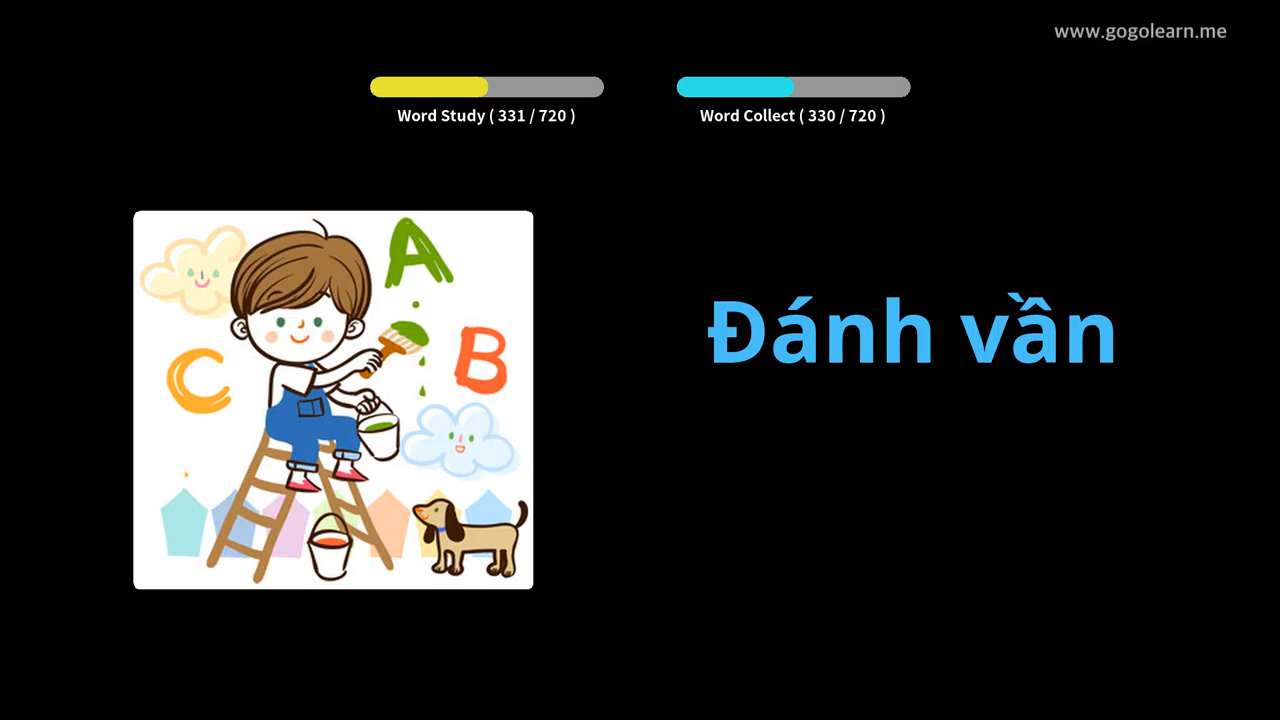 www.gogolearn.me
Word Study ( 331 / 720 )
Word Collect ( 330 / 720 )
A
B
C
Đánh vần